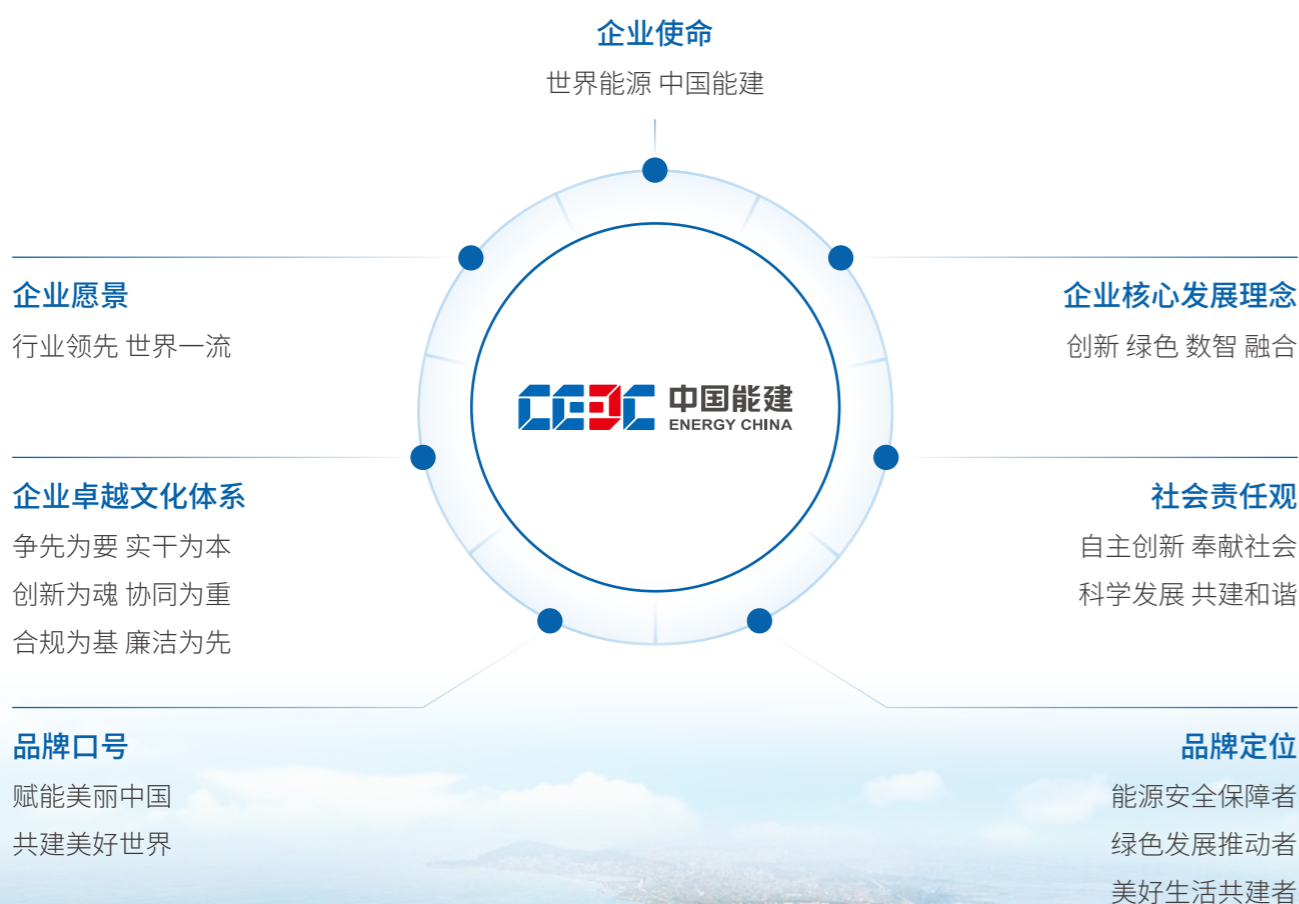 企业使命
世界能源 中国能建
企业愿景
行业领先 世界一流
企业核心发展理念
创新 绿色 数智 融合
CEEC 中国能建
ENERGY CHINA
企业卓越文化体系
争先为要 实干为本
创新为魂 协同为重
合规为基 廉洁为先
社会责任观
自主创新 奉献社会
科学发展 共建和谐
品牌口号
赋能美丽中国
共建美好世界
品牌定位
能源安全保障者
绿色发展推动者
美好生活共建者